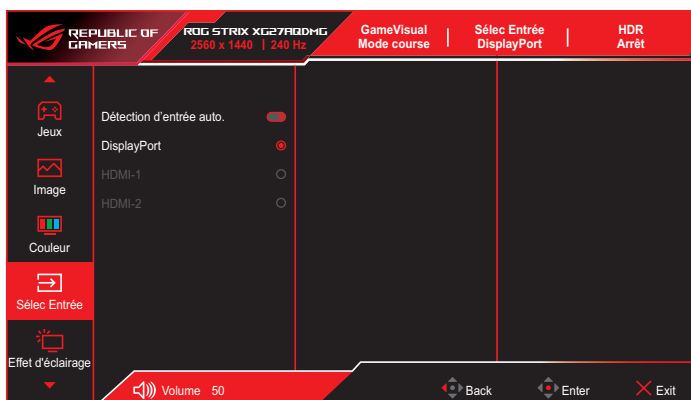 REPUBLIC OF
GAMERS
ROG STRIX XG27AQDMG
2560 x 1440 | 240 Hz
GameVisual
Mode course
Sélec Entrée
DisplayPort
HDR
Arrêt
Jeux
Image
Couleur
Sélec Entrée
Effet d'éclairage
Détection d'entrée auto.
DisplayPort
HDMI-1
HDMI-2
Volume 50
Back
Enter
Exit